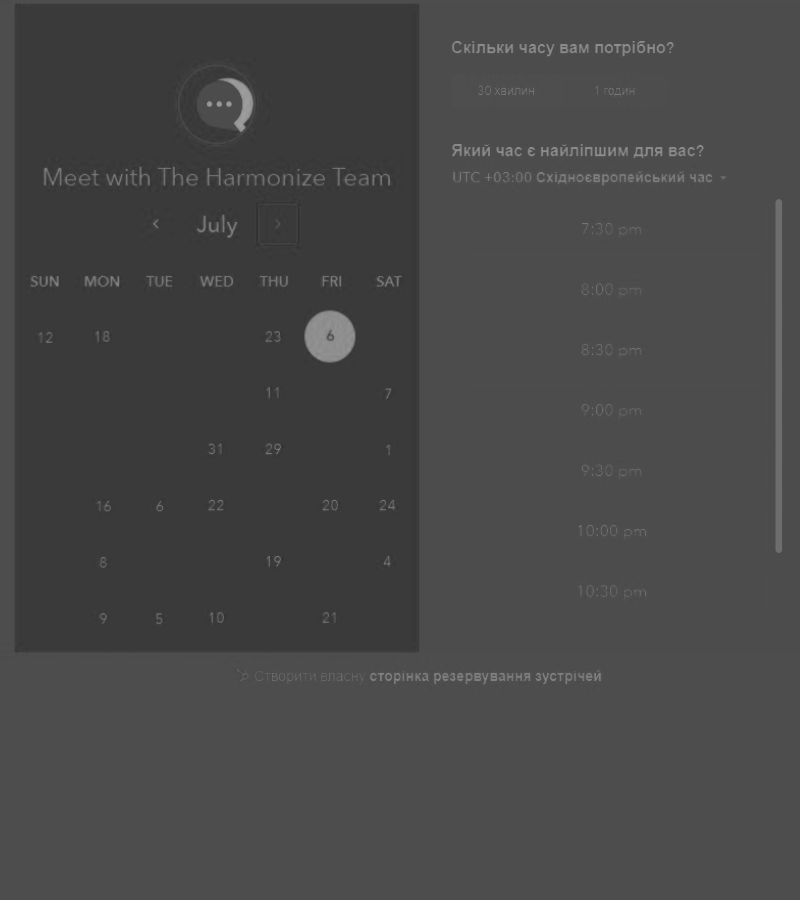 Meet with The Harmonize Team
July
SUN MON TUE WED THU FRI SAT
12 18 23 6
11 7
31 29 1
16 6 22 20 24
8 19 4
9 5 10 21
Скільки часу вам потрібно?
30 хвилин 1 годин
Який час є найліпшим для вас?
UTC +03:00 Східноєвропейський час
7:30 pm
8:00 pm
8:30 pm
9:00 pm
9:30 pm
10:00 pm
10:30 pm
Створити власну сторінка резервування зустрічей